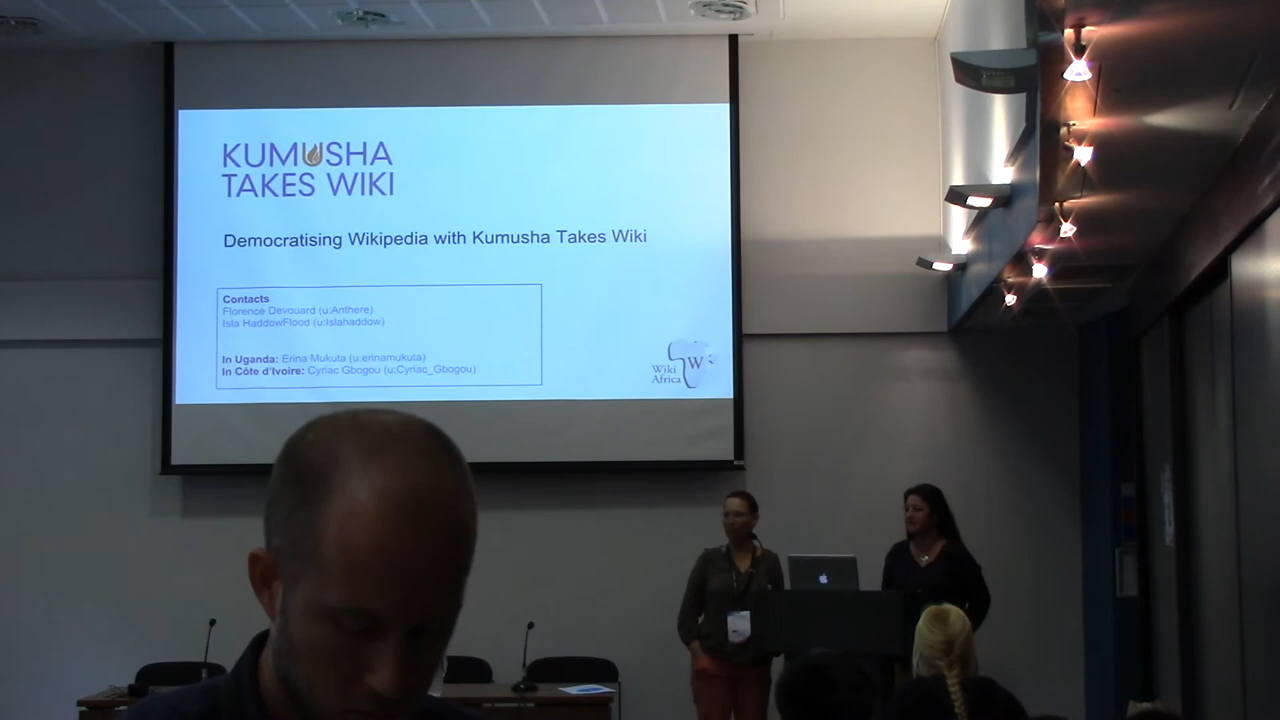 KUMUSHA
TAKES WIKI
Democratising Wikipedia with Kumusha Takes Wiki
Contacts
Florence Devouard (u:Anthere)
Isla HaddowFlood (u:Islahaddow)
In Uganda: Erina Mukuta (u:erinamukuta)
In Côte d'Ivoire: Cyriac Gbogou (u:Cyriac_Gbogou)
W
Wiki
Africa